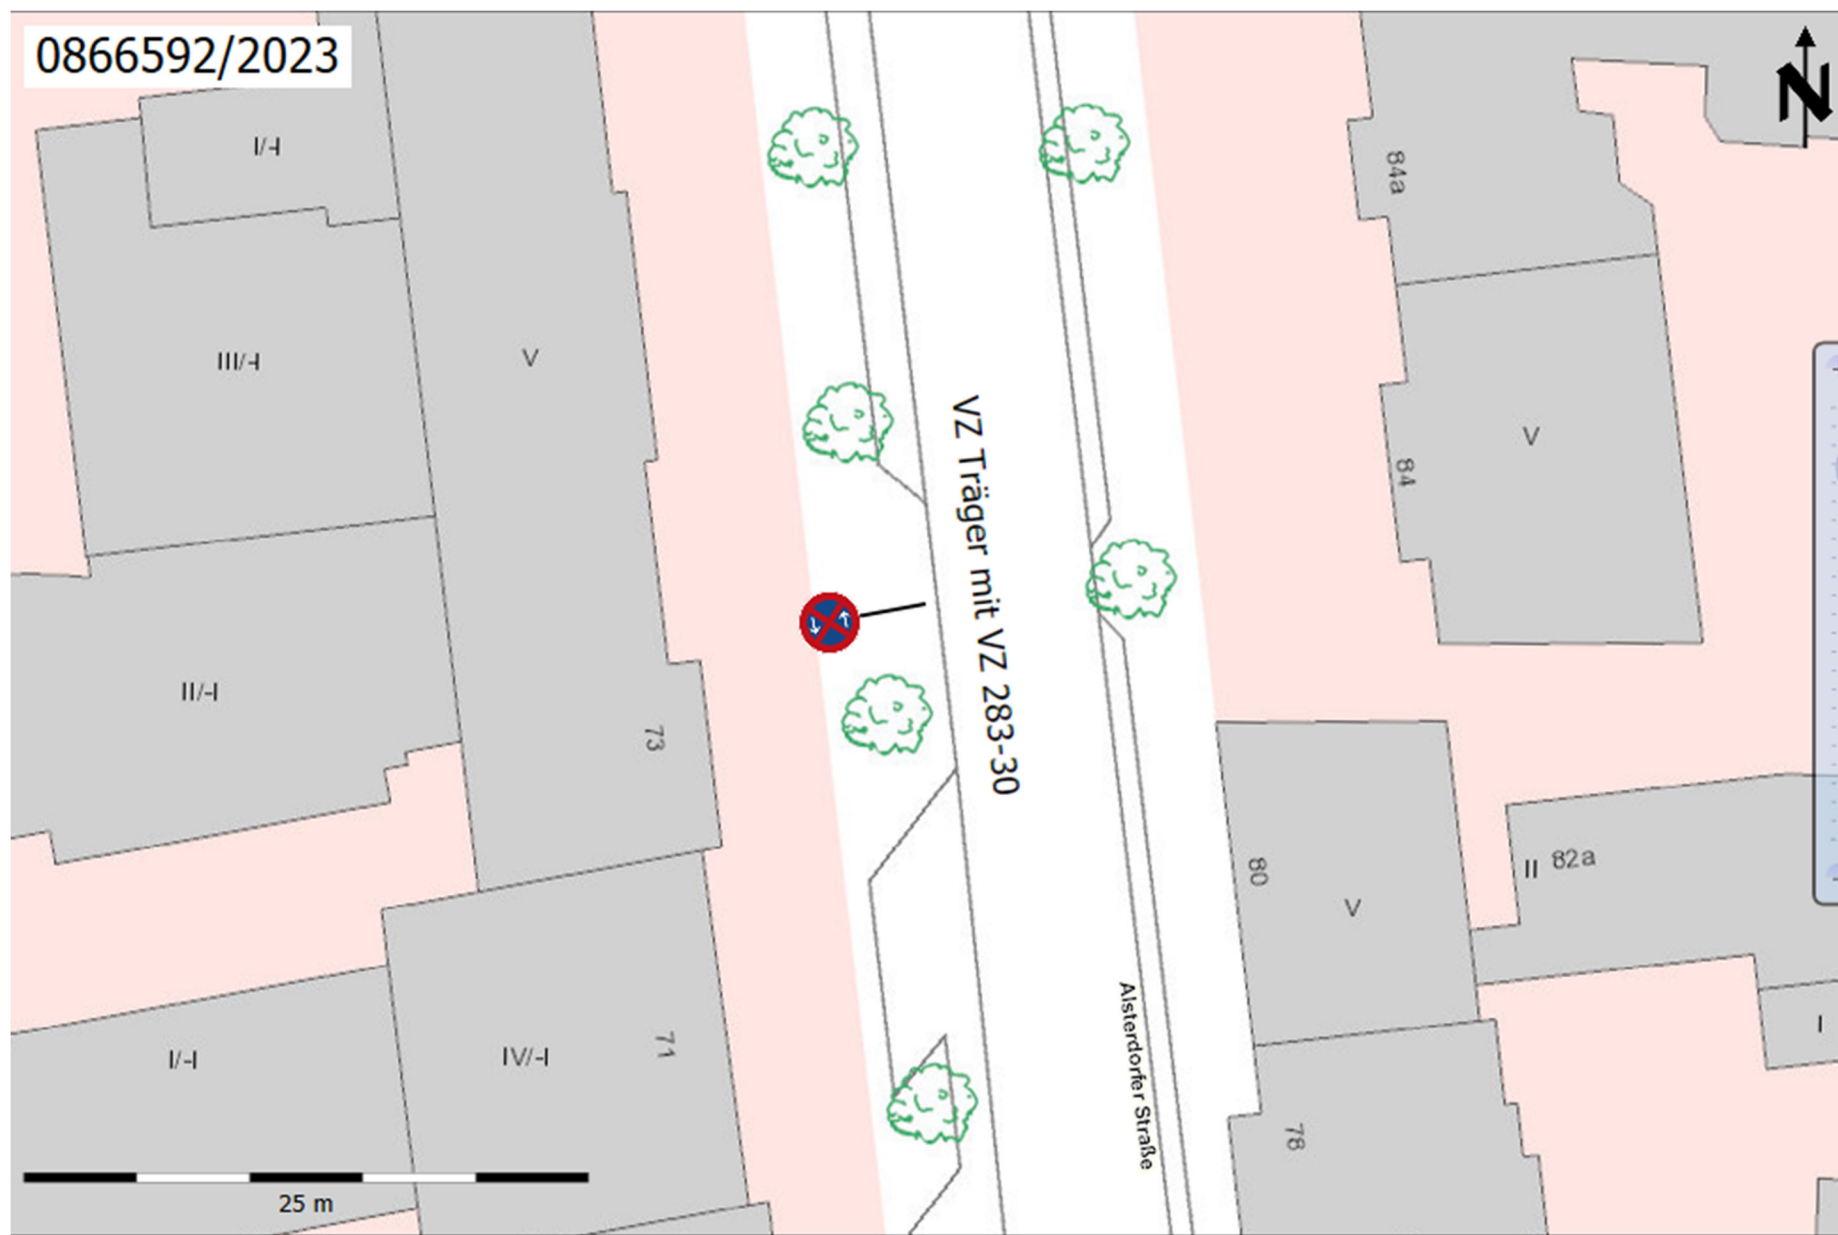 0866592/2023
N
I/-I
84a
III/-I
V
V
84
VZ Träger mit VZ 283-30
II/-I
73
80
V
II 82a
I
I/-I
IV/-I
71
Alsterdorfer Straße
78
25 m